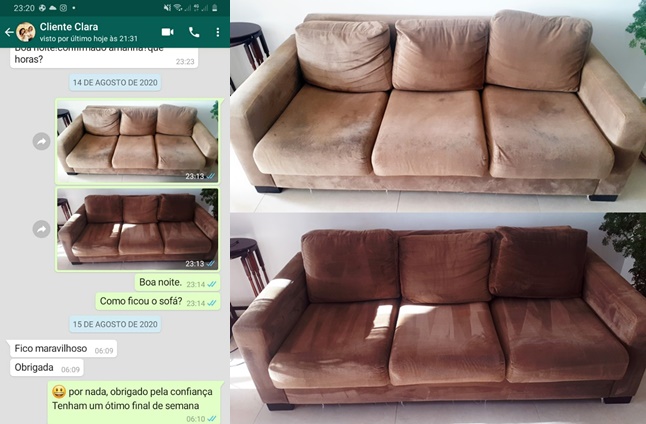 23:20
Cliente Clara
visto por último hoje às 21:31
Boa noite.confirmado amanhã?que
horas?
23:23
14 DE AGOSTO DE 2020
23:13
23:13
Boa noite.
23:14
Como ficou o sofá?
23:14
15 DE AGOSTO DE 2020
Fico maravilhoso
06:09
Obrigada
06:09
por nada, obrigado pela confiança
Tenham um ótimo final de semana
06:10